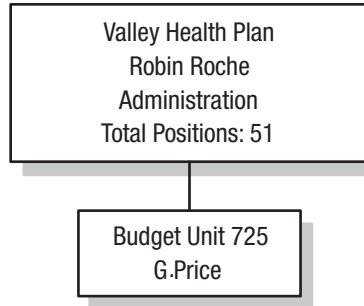 Valley Health Plan
Robin Roche
Administration
Total Positions: 51
Budget Unit 725
G.Price